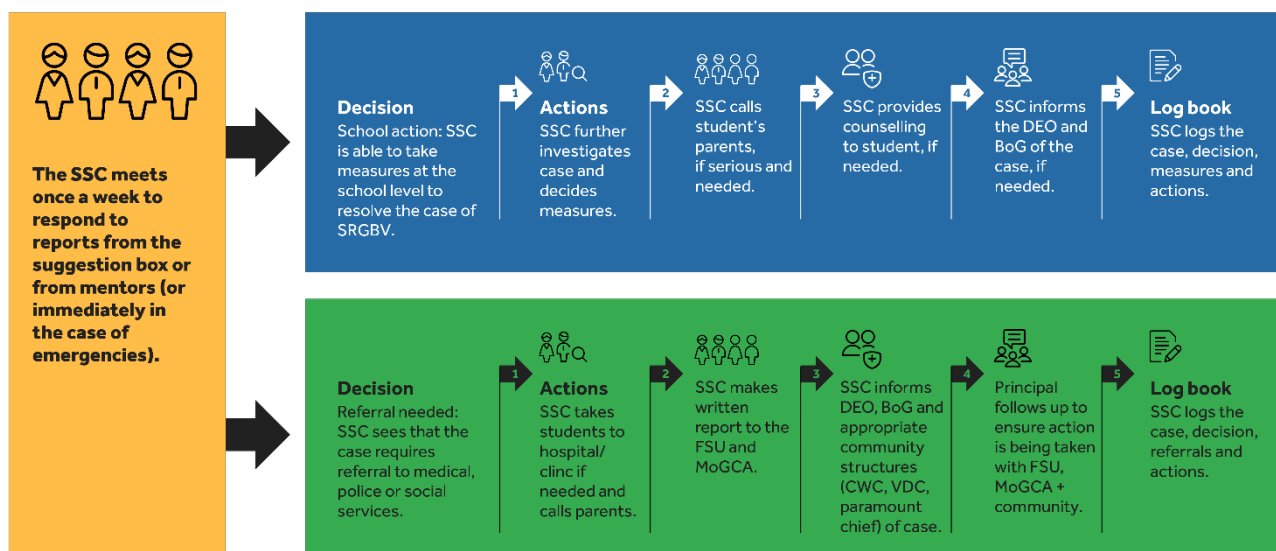 The SSC meets
once a week to
respond to
reports from the
suggestion box or
from mentors (or
immediately in
the case of
emergencies).
Decision
School action: SSC
is able to take
measures at the
school level to
resolve the case of
SRGBV.
1
Actions
SSC further
investigates
case and
decides
measures.
2
SSC calls
student's
parents,
if serious and
needed.
3
SSC provides
counselling
to student, if
needed.
4
SSC informs
the DEO and
BoG of the
case, if
needed.
5
Log book
SSC logs the
case, decision,
measures and
actions.
Decision
Referral needed:
SSC sees that the
case requires
referral to medical,
police or social
services.
1
Actions
SSC takes
students to
hospital/
clinc if
needed and
calls parents.
2
SSC makes
written
report to the
FSU and
MoGCA.
3
SSC informs
DEO, BoG and
appropriate
community
structures
(CWC, VDC,
paramount
chief) of case.
4
Principal
follows up to
ensure action
is being taken
with FSU,
MoGCA +
community.
5
Log book
SSC logs the
case, decision,
referrals and
actions.